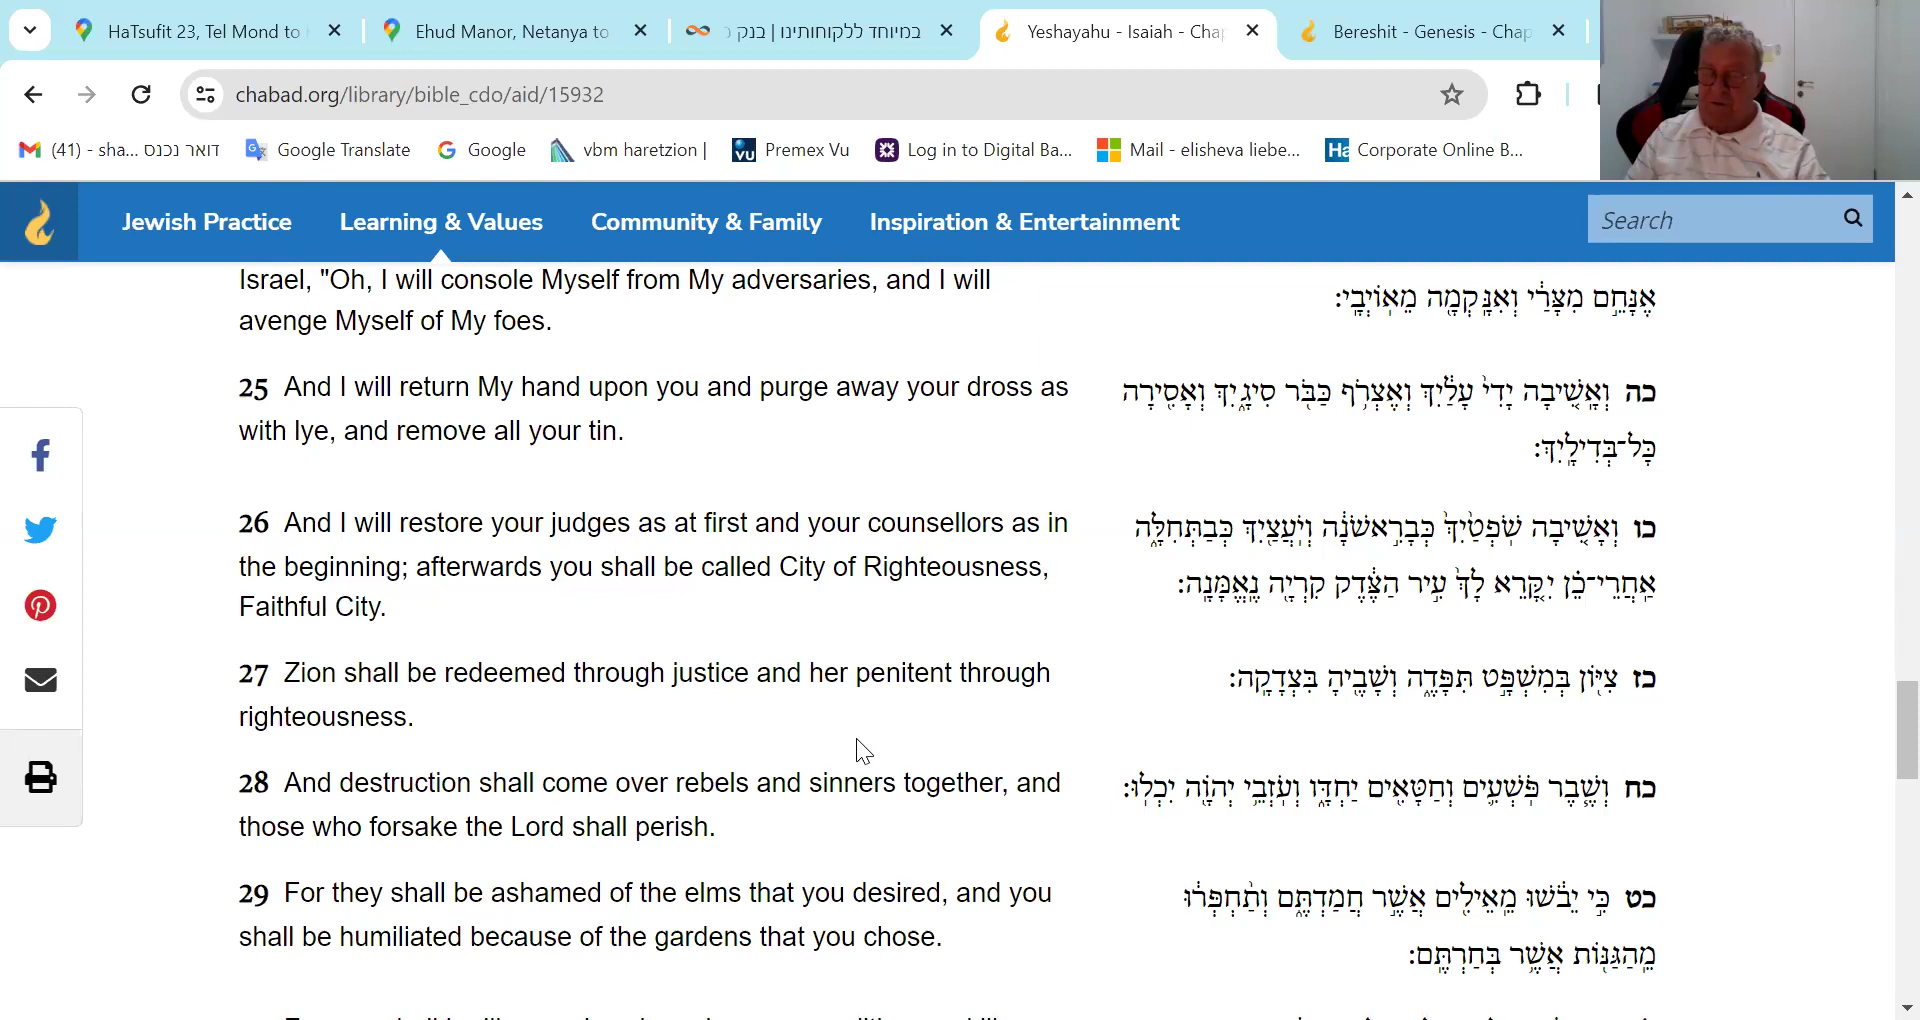 HaTsufit 23, Tel Mond to
Ehud Manor, Netanya to
במיוחד ללקוחותינו | בנק
Yeshayahu - Isaiah - Cha
Bereshit - Genesis - Chap
chabad.org/library/bible_cdo/aid/15932
(41) - sha... דואר נכנס
Google Translate
Google
vbm haretzion |
Premex Vu
Log in to Digital Ba...
Mail - elisheva liebe...
Corporate Online B...
Jewish Practice
Learning & Values
Community & Family
Inspiration & Entertainment
Search
Israel, "Oh, I will console Myself from My adversaries, and I will
avenge Myself of My foes.
אֶנָּחֵ֣ם מִצָּרַ֔י וְאִנָּֽקְמָ֖ה מֵאֽוֹיְבָֽי:
25 And I will return My hand upon you and purge away your dross as
with lye, and remove all your tin.
כה וְאָשִׁ֚יבָה יָדִי֙ עָלַ֔יִךְ וְאֶצְרֹ֥ף כַּבֹּ֖ר סִיגָ֑יִךְ וְאָסִ֖ירָה
כָּל־בְּדִילָֽיִךְ:
26 And I will restore your judges as at first and your counsellors as in
the beginning; afterwards you shall be called City of Righteousness,
Faithful City.
כו וְאָשִׁ֚יבָה שֹֽׁפְטַ֙יִךְ֙ כְּבָרִ֣אשֹׁנָ֔ה וְיֹֽעֲצַ֖יִךְ כְּבַתְּחִלָּ֑ה
אַֽחֲרֵי־כֵ֗ן יִקָּ֚רֵא לָךְ֙ עִ֣יר הַצֶּ֔דֶק קִרְיָ֖ה נֶֽאֱמָנָֽה:
27 Zion shall be redeemed through justice and her penitent through
righteousness.
כז צִיּ֖וֹן בְּמִשְׁפָּ֣ט תִּפָּדֶ֑ה וְשָׁבֶ֖יהָ בִּצְדָקָֽה:
28 And destruction shall come over rebels and sinners together, and
those who forsake the Lord shall perish.
כח וְשֶׁ֧בֶר פֹּֽשְׁעִ֛ים וְחַטָּאִ֖ים יַחְדָּ֑ו וְעֹֽזְבֵ֥י יְהֹוָ֖ה יִכְלֽוּ:
29 For they shall be ashamed of the elms that you desired, and you
shall be humiliated because of the gardens that you chose.
כט כִּ֣י יֵבֹ֔שׁוּ מֵֽאֵילִ֖ים אֲשֶׁ֣ר חֲמַדְתֶּ֑ם וְתַ֨חְפְּר֔וּ
מֵֽהַגַּנּ֖וֹת אֲשֶׁ֥ר בְּחַרְתֶּֽם: